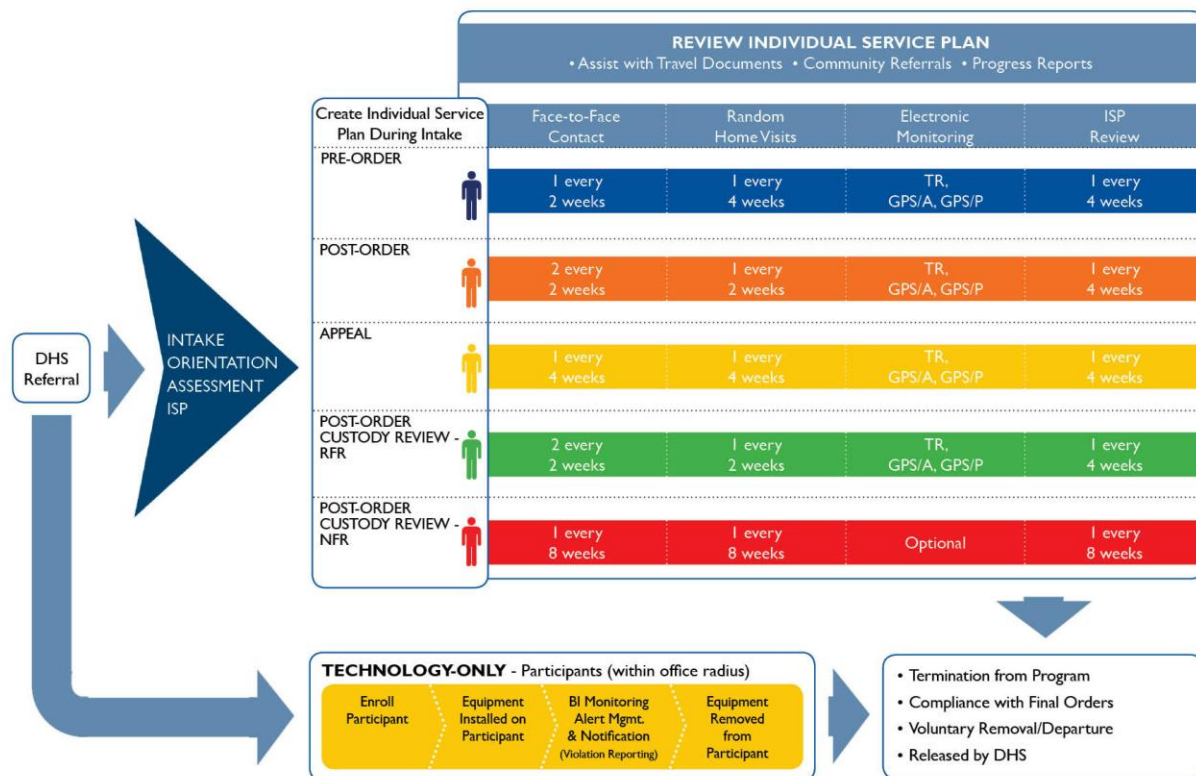 REVIEW INDIVIDUAL SERVICE PLAN
• Assist with Travel Documents • Community Referrals • Progress Reports
Create Individual Service
Plan During Intake
Face-to-Face
Contact
Random
Home Visits
Electronic
Monitoring
ISP
Review
PRE-ORDER
1 every
2 weeks
1 every
4 weeks
TR,
GPS/A, GPS/P
1 every
4 weeks
POST-ORDER
2 every
2 weeks
1 every
2 weeks
TR,
GPS/A, GPS/P
1 every
4 weeks
APPEAL
1 every
4 weeks
1 every
4 weeks
TR,
GPS/A, GPS/P
1 every
4 weeks
POST-ORDER
CUSTODY REVIEW -
RFR
2 every
2 weeks
1 every
2 weeks
TR,
GPS/A, GPS/P
1 every
4 weeks
POST-ORDER
CUSTODY REVIEW -
NFR
1 every
8 weeks
1 every
8 weeks
Optional
1 every
8 weeks
DHS
Referral
INTAKE
ORIENTATION
ASSESSMENT
ISP
TECHNOLOGY-ONLY - Participants (within office radius)
Enroll
Participant
Equipment
Installed on
Participant
BI Monitoring
Alert Mgmt.
& Notification
(Violation Reporting)
Equipment
Removed
from
Participant
• Termination from Program
• Compliance with Final Orders
• Voluntary Removal/Departure
• Released by DHS